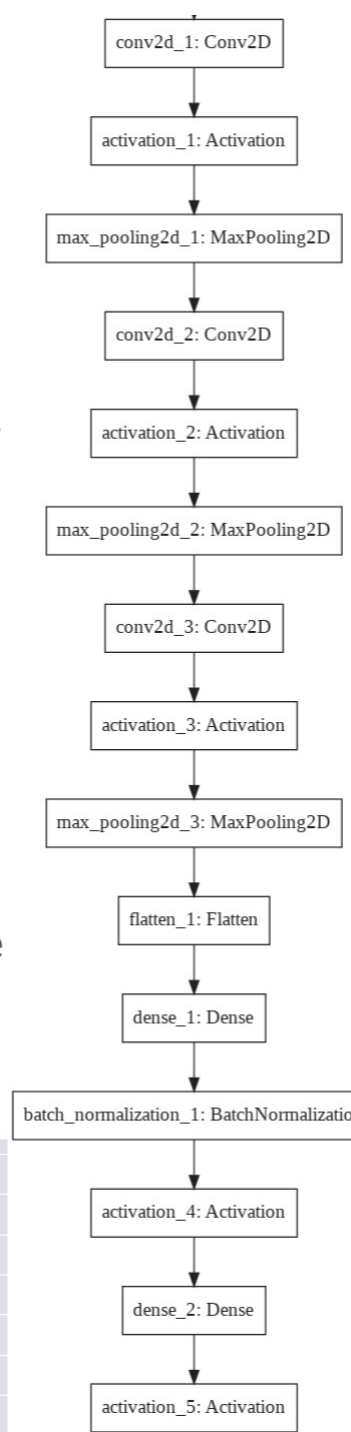 conv2d_1: Conv2D
activation_1: Activation
max_pooling2d_1: MaxPooling2D
conv2d_2: Conv2D
activation_2: Activation
max_pooling2d_2: MaxPooling2D
conv2d_3: Conv2D
activation_3: Activation
max_pooling2d_3: MaxPooling2D
flatten_1: Flatten
e
dense_1: Dense
batch_normalization_1: BatchNormalizatio
activation_4: Activation
dense_2: Dense
activation_5: Activation